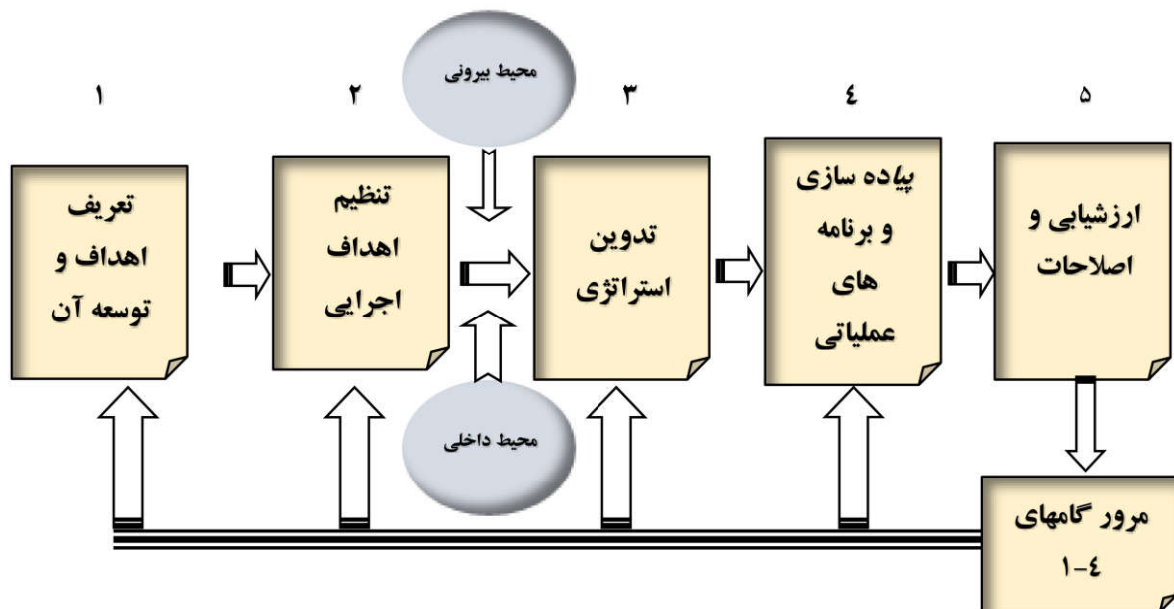 محیط بیرونی
۱
۲
۳
٤
۵
تعریف
اهداف و
توسعه آن
تنظیم
اهداف
اجرایی
تدوین
استراتژی
پیاده سازی
و برنامه
های
عملیاتی
ارزشیابی و
اصلاحات
محیط داخلی
مرور گامهای
۱-٤